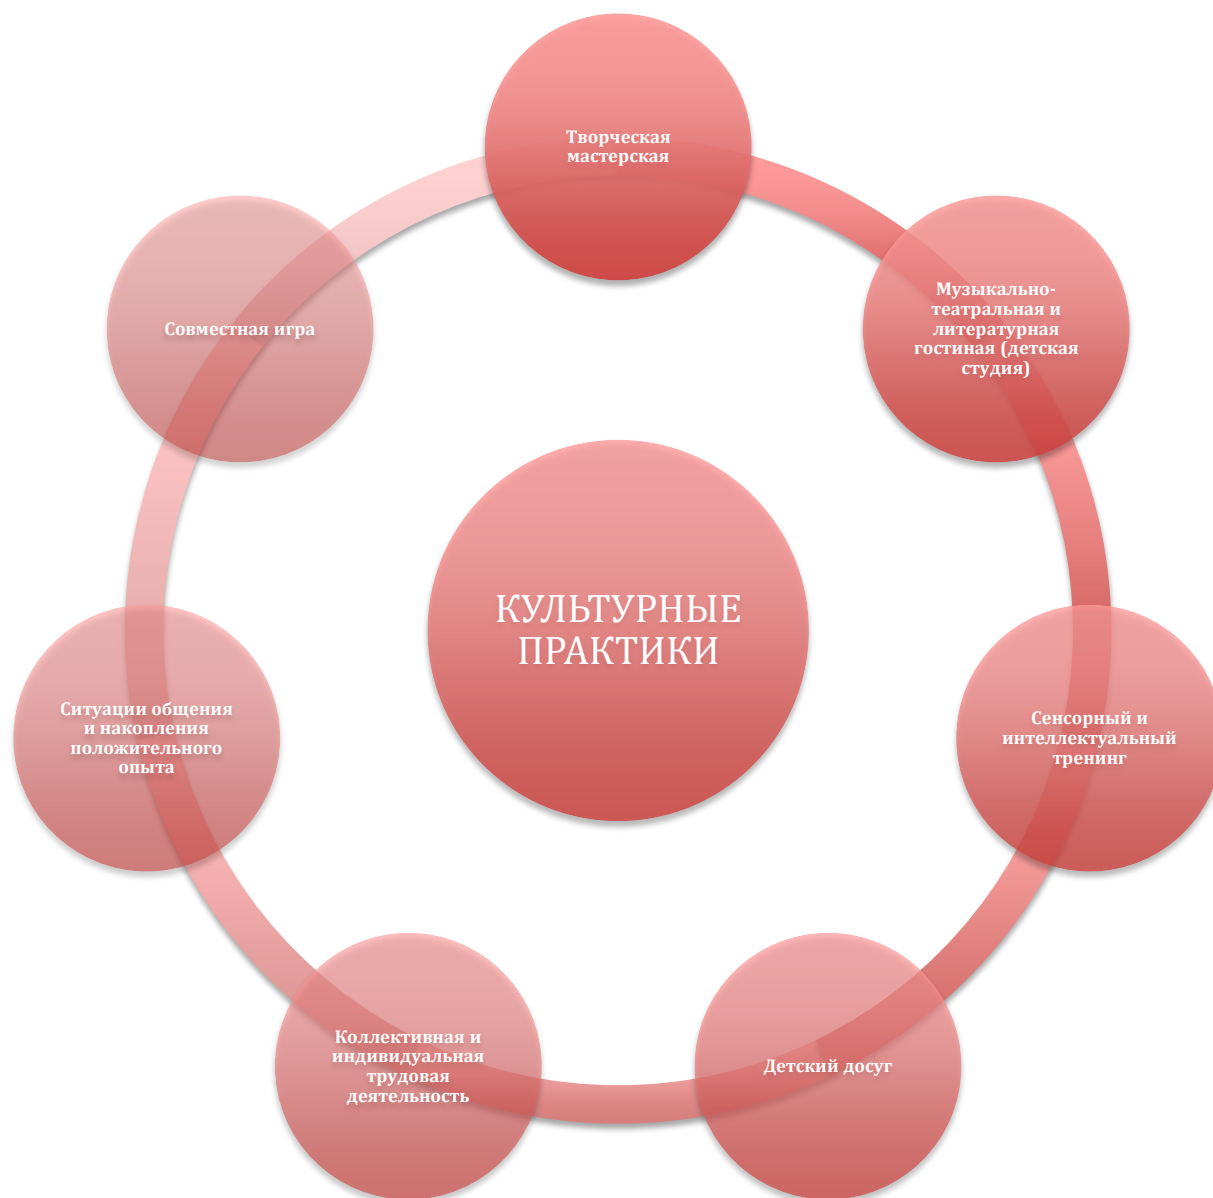 Творческая
мастерская
Музыкально-
театральная и
литературная
гостиная (детская
студия)
Совместная игра
КУЛЬТУРНЫЕ
ПРАКТИКИ
Ситуации общения
и накопления
положительного
опыта
Сенсорный и
интеллектуальный
тренинг
Коллективная и
индивидуальная
трудовая
деятельность
Детский досуг